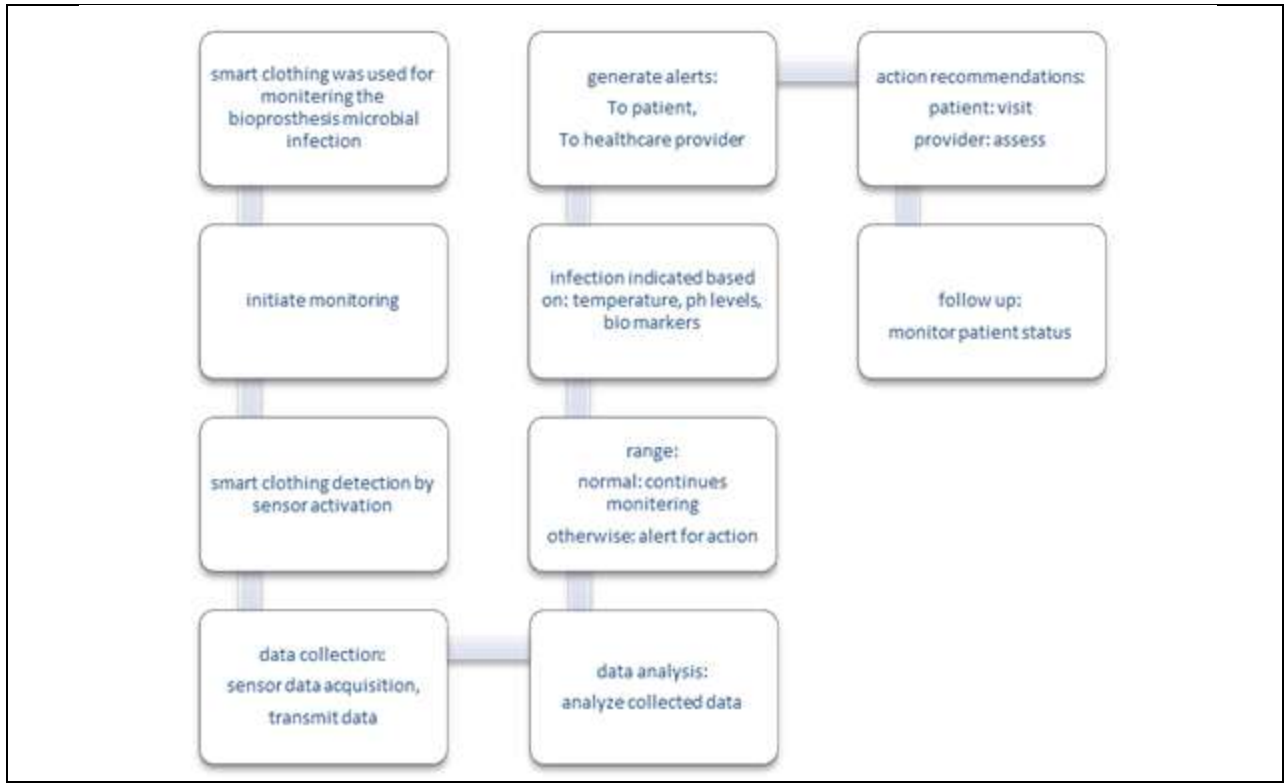 smart clothing was used for
monitering the
bioprosthesis microbial
infection
initiate monitoring
smart clothing detection by
sensor activation
data collection:
sensor data acquisition,
transmit data
data analysis:
analyze collected data
range:
normal: continues
monitering
otherwise: alert for action
infection indicated based
on: temperature, ph levels,
bio markers
generate alerts:
To patient,
To healthcare provider
action recommendations:
patient: visit
provider: assess
follow up:
monitor patient status